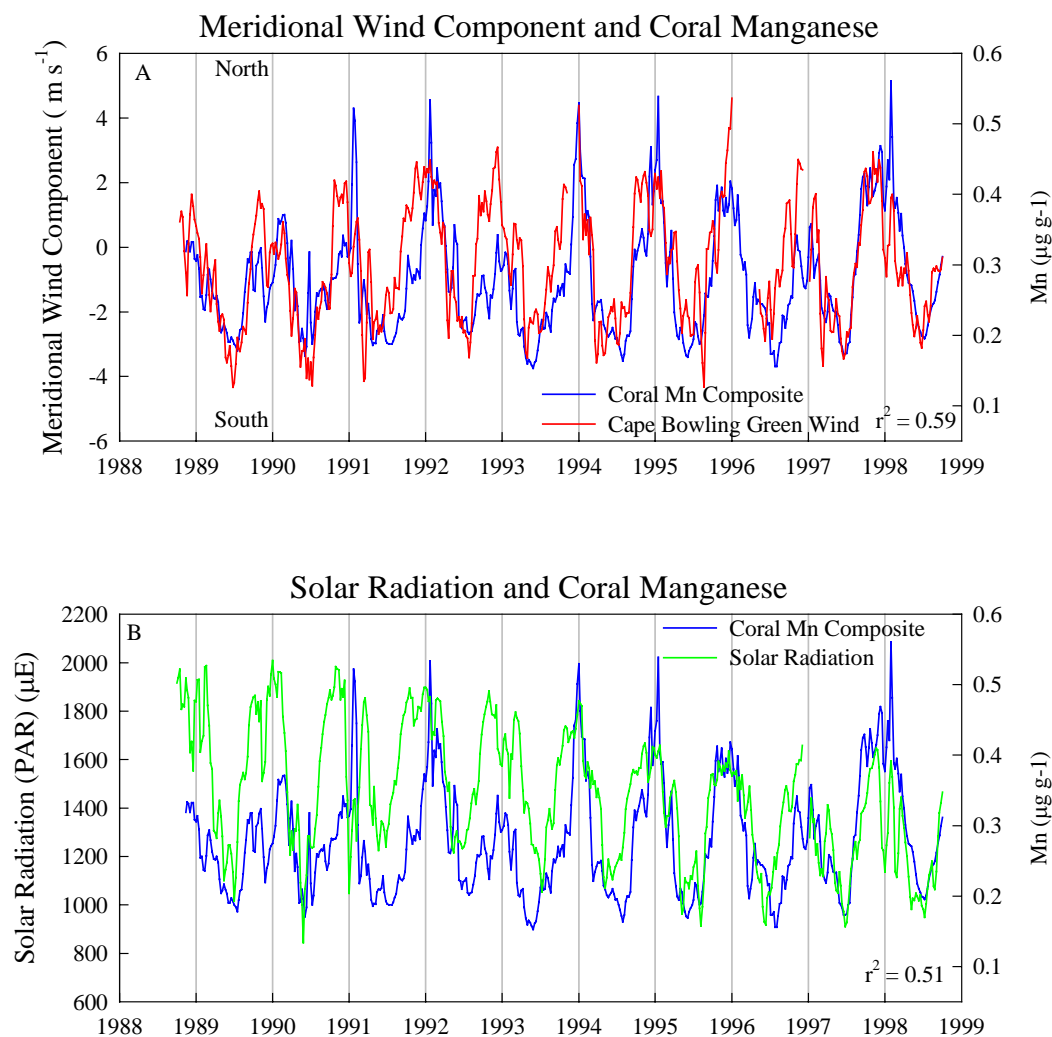 Meridional Wind Component and Coral Manganese
Meridional Wind Component ( m s-1)
6
4
2
0
-2
-4
-6
A
North
South
Coral Mn Composite
Cape Bowling Green Wind
r2 = 0.59
0.6
0.5
0.4
0.3
0.2
0.1
Mn (µg g-1)
1988 1989 1990 1991 1992 1993 1994 1995 1996 1997 1998 1999
Solar Radiation and Coral Manganese
Solar Radiation (PAR) (µE)
2200
2000
1800
1600
1400
1200
1000
800
600
B
Coral Mn Composite
Solar Radiation
r2 = 0.51
0.6
0.5
0.4
0.3
0.2
0.1
Mn (µg g-1)
1988 1989 1990 1991 1992 1993 1994 1995 1996 1997 1998 1999